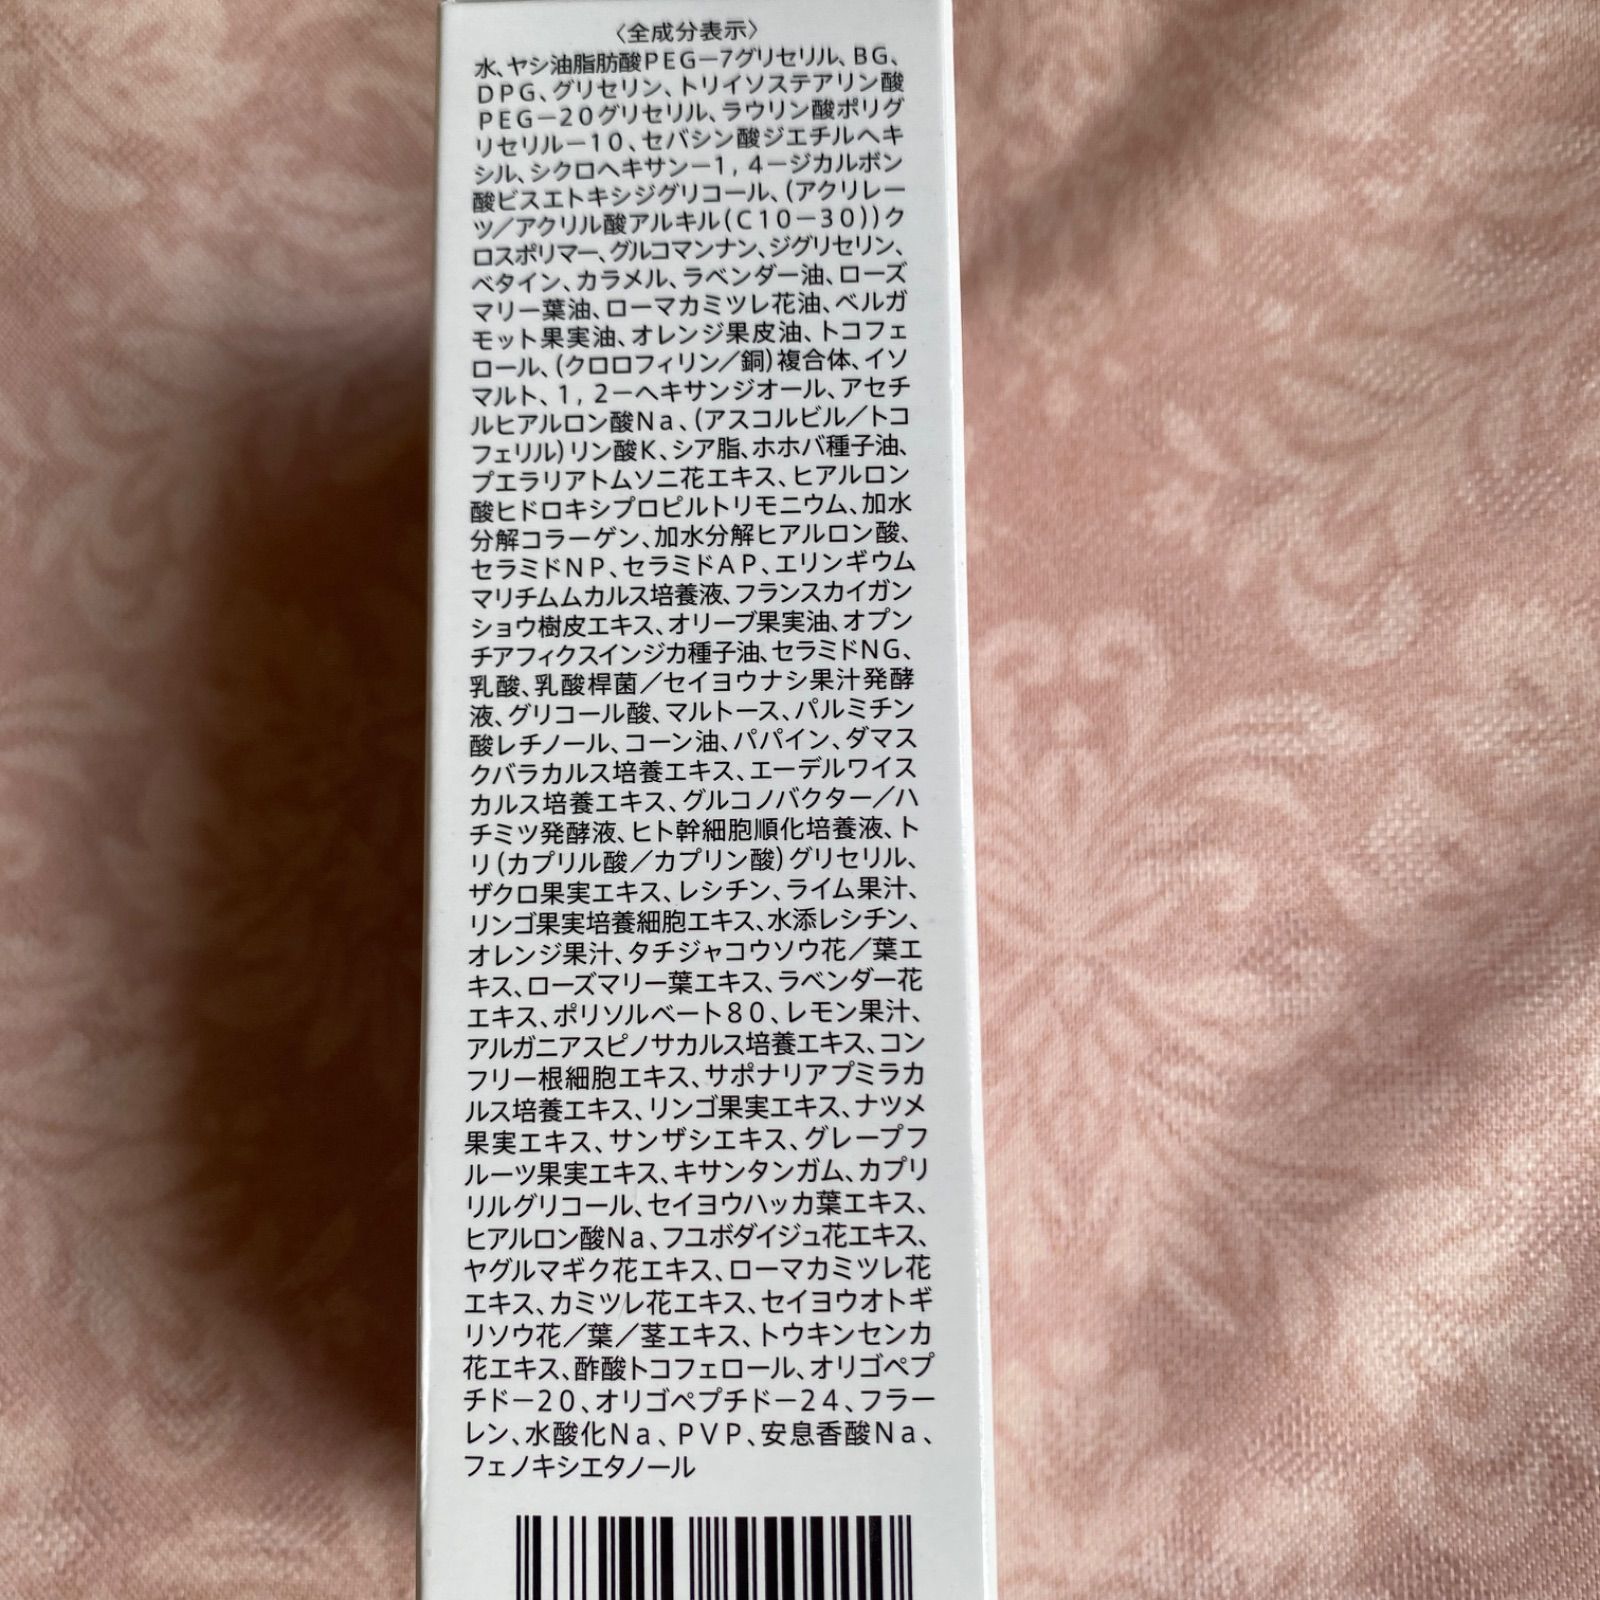 〈全成分表示〉
水、ヤシ油脂肪酸PEG－7グリセリル、BG、
DPG、グリセリン、トリイソステアリン酸
PEG－20グリセリル、ラウリン酸ポリグ
リセリル－10、セバシン酸ジエチルヘキ
シル、シクロヘキサン－1，4－ジカルボン
酸ビスエトキシジグリコール、（アクリレー
ツ／アクリル酸アルキル（C10－30））ク
ロスポリマー、グルコマンナン、ジグリセリン、
ベタイン、カラメル、ラベンダー油、ローズ
マリー葉油、ローマカミツレ花油、ベルガ
モット果実油、オレンジ果皮油、トコフェ
ロール、（クロロフィリン／銅）複合体、イソ
マルト、1，2－ヘキサンジオール、アセチ
ルヒアルロン酸Na、（アスコルビル／トコ
フェリル）リン酸K、シア脂、ホホバ種子油、
プエラリアトムソニ花エキス、ヒアルロン
酸ヒドロキシプロピルトリモニウム、加水
分解コラーゲン、加水分解ヒアルロン酸、
セラミドNP、セラミドAP、エリンギウム
マリチムムカルス培養液、フランスカイガン
ショウ樹皮エキス、オリーブ果実油、オプン
チアフィクスインジカ種子油、セラミドNG、
乳酸、乳酸桿菌／セイヨウナシ果汁発酵
液、グリコール酸、マルトース、パルミチン
酸レチノール、コーン油、パパイン、ダマス
クバラカルス培養エキス、エーデルワイス
カルス培養エキス、グルコノバクター／ハ
チミツ発酵液、ヒト幹細胞順化培養液、ト
リ（カプリル酸／カプリン酸）グリセリル、
ザクロ果実エキス、レシチン、ライム果汁、
リンゴ果実培養細胞エキス、水添レシチン、
オレンジ果汁、タチジャコウソウ花／葉エ
キス、ローズマリー葉エキス、ラベンダー花
エキス、ポリソルベート80、レモン果汁、
アルガニアスピノサカルス培養エキス、コン
フリー根細胞エキス、サポナリアプミラカ
ルス培養エキス、リンゴ果実エキス、ナツメ
果実エキス、サンザシエキス、グレープフ
ルーツ果実エキス、キサンタンガム、カプリ
リルグリコール、セイヨウハッカ葉エキス、
ヒアルロン酸Na、フユボダイジュ花エキス、
ヤグルマギク花エキス、ローマカミツレ花
エキス、カミツレ花エキス、セイヨウオトギ
リソウ花／葉／茎エキス、トウキンセンカ
花エキス、酢酸トコフェロール、オリゴペプ
チド－20、オリゴペプチド－24、フラー
レン、水酸化Na、PVP、安息香酸Na、
フェノキシエタノール